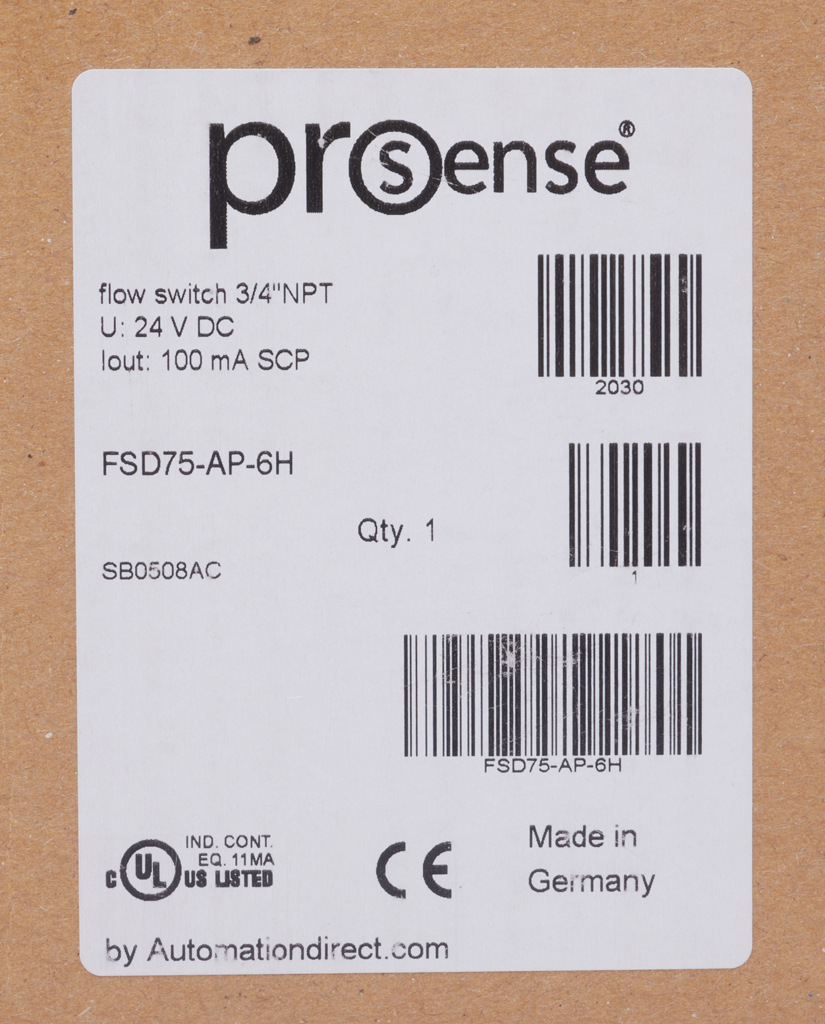 prosense®
flow switch 3/4"NPT
U: 24 V DC
Iout: 100 mA SCP
2030
FSD75-AP-6H
Qty. 1
1
SB0508AC
FSD75-AP-6H
IND. CONT.
EQ. 11MA
C UL US LISTED
CE
Made in
Germany
by Automationdirect.com